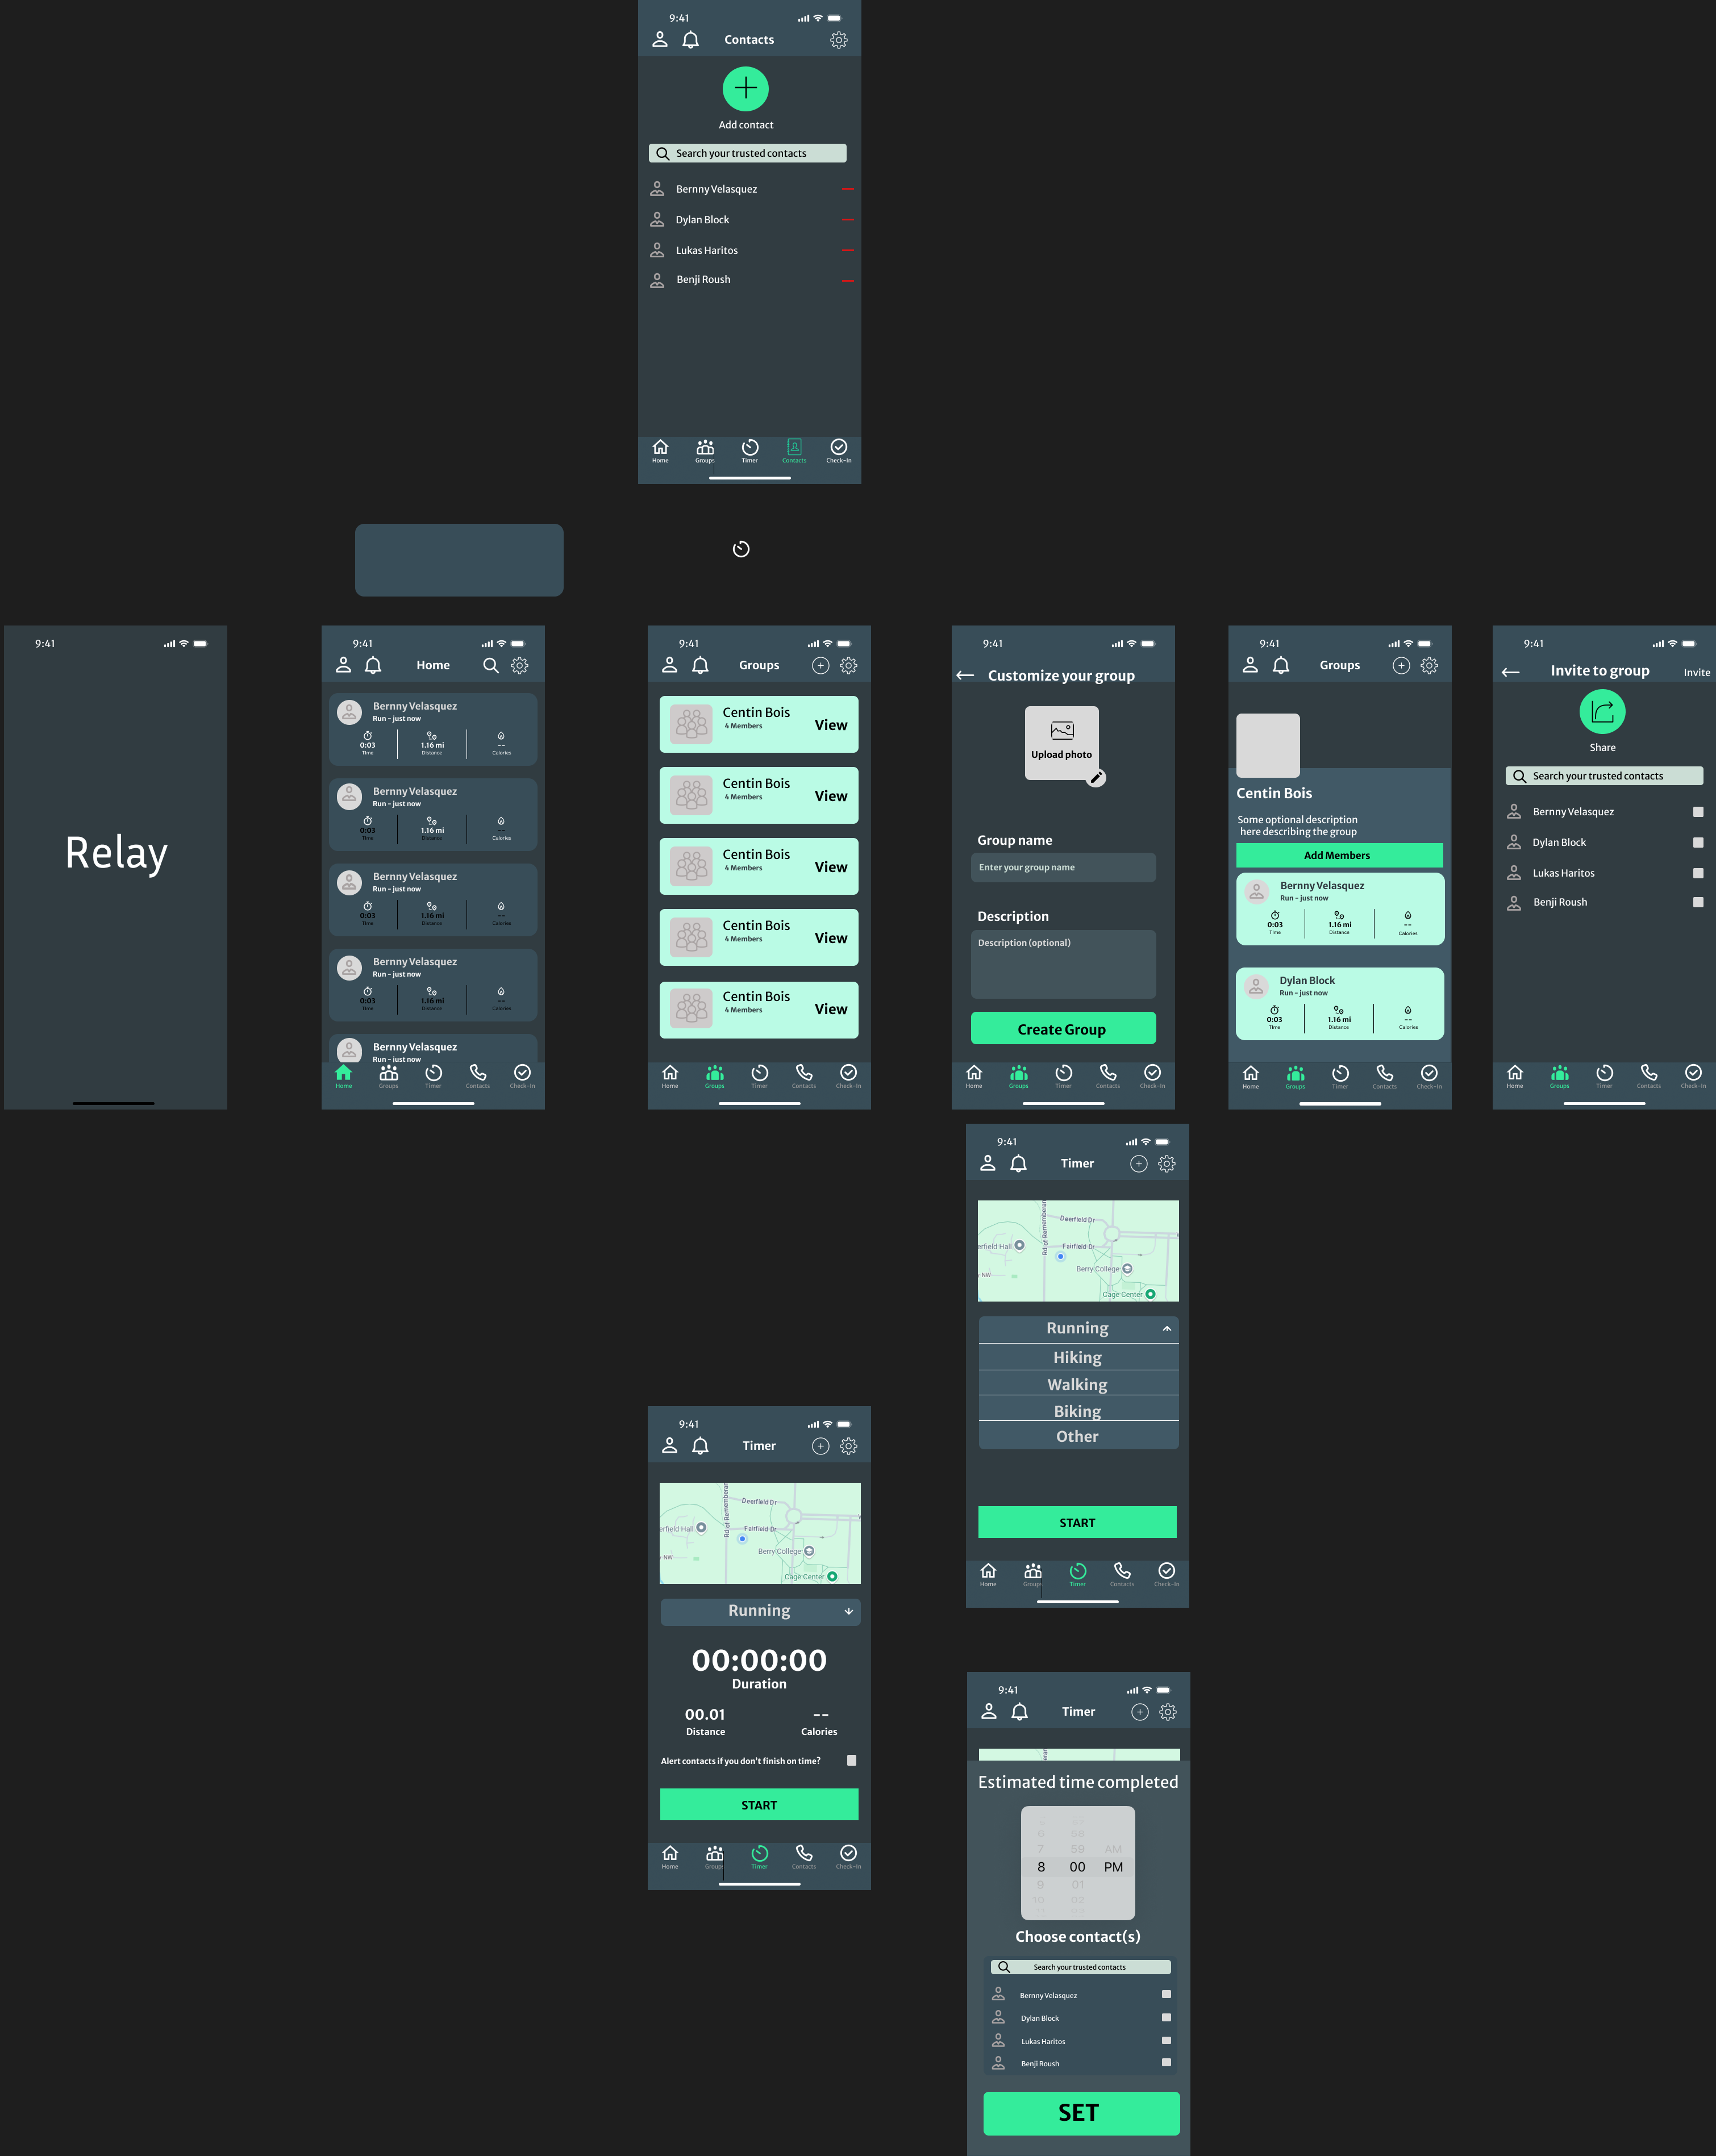 9:41
Contacts
Add contact
Search your trusted contacts
Bernny Velasquez
Dylan Block
Lukas Haritos
Benji Roush
Home Groups Timer Contacts Check-In
9:41
Relay
9:41
Home
Bernny Velasquez
Run - just now
0:03 1.16 mi --
Time Distance Calories
Bernny Velasquez
Run - just now
0:03 1.16 mi --
Time Distance Calories
Bernny Velasquez
Run - just now
0:03 1.16 mi --
Time Distance Calories
Bernny Velasquez
Run - just now
0:03 1.16 mi --
Time Distance Calories
Bernny Velasquez
Run - just now
Home Groups Timer Contacts Check-In
9:41
Groups
Centin Bois
4 Members
View
Centin Bois
4 Members
View
Centin Bois
4 Members
View
Centin Bois
4 Members
View
Centin Bois
4 Members
View
Home Groups Timer Contacts Check-In
9:41
Customize your group
Upload photo
Group name
Enter your group name
Description
Description (optional)
Create Group
Home Groups Timer Contacts Check-In
9:41
Groups
Centin Bois
Some optional description
here describing the group
Add Members
Bernny Velasquez
Run - just now
0:03 1.16 mi --
Time Distance Calories
Dylan Block
Run - just now
0:03 1.16 mi --
Time Distance Calories
Home Groups Timer Contacts Check-In
9:41
Invite to group
Invite
Share
Search your trusted contacts
Bernny Velasquez
Dylan Block
Lukas Haritos
Benji Roush
Home Groups Timer Contacts Check-In
9:41
Timer
Deerfield Dr
Rd of Remembran
erfield Hall
Fairfield Dr
Berry College
NW
Cage Center
Running
Hiking
Walking
Biking
Other
START
Home Groups Timer Contacts Check-In
9:41
Timer
Deerfield Dr
Rd of Remembran
erfield Hall
Fairfield Dr
Berry College
NW
Cage Center
Running
00:00:00
Duration
00.01 --
Distance Calories
Alert contacts if you don't finish on time?
START
Home Groups Timer Contacts Check-In
9:41
Timer
Estimated time completed
6 58
7 59 AM
8 00 PM
9 01
10 02
Choose contact(s)
Search your trusted contacts
Bernny Velasquez
Dylan Block
Lukas Haritos
Benji Roush
SET